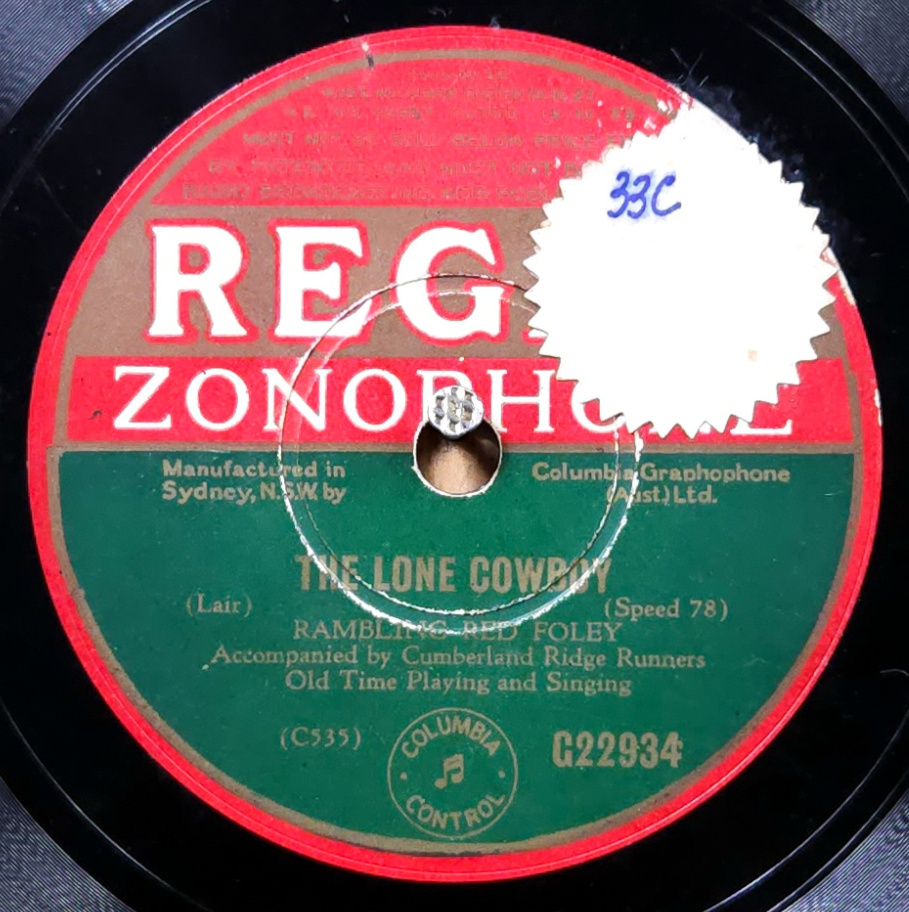 33C
REG
ZONOPHONE
Manufactured in Columbia Graphophone
Sydney, N.S.W. by (Aust) Ltd.
THE LONE COWBOY
(Lair) (Speed 78)
RAMBLING RED FOLEY
Accompanied by Cumberland Ridge Runners
Old Time Playing and Singing
(C535)
COLUMBIA
CONTROL
G22934